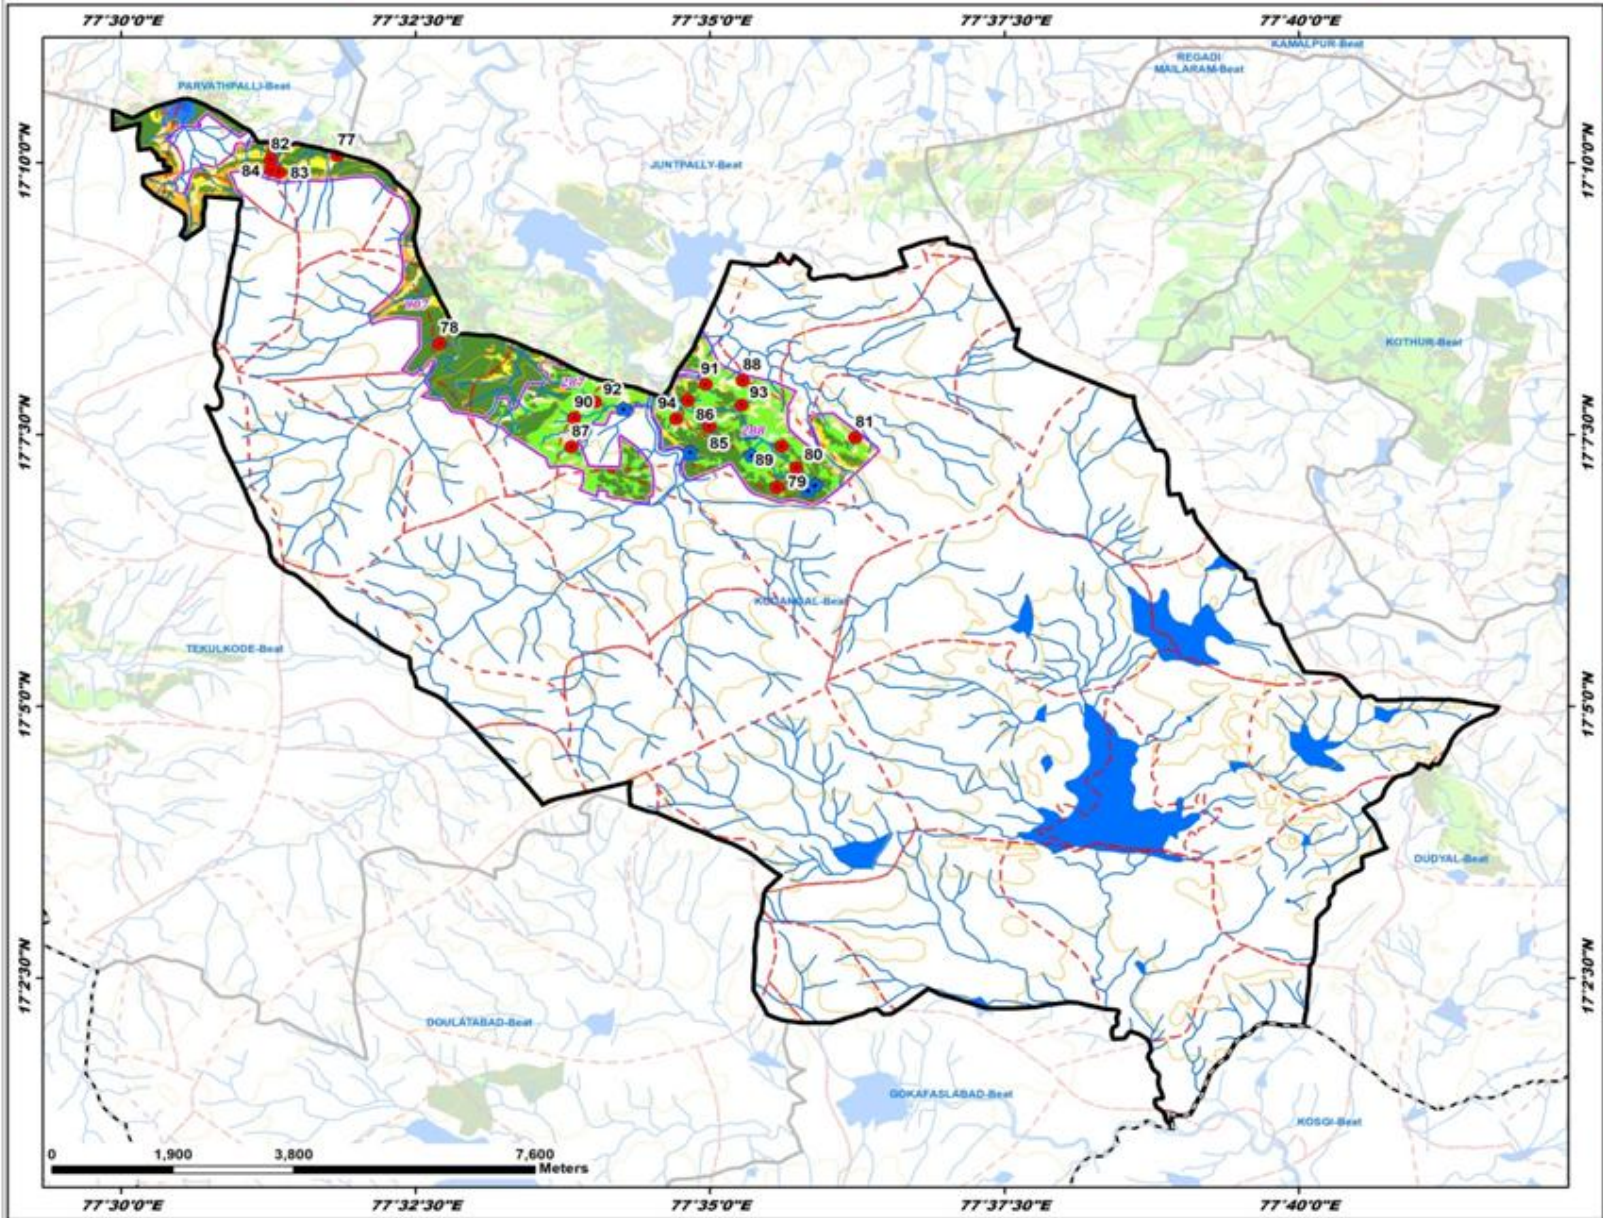 77°30'0"E
77°32'30"E
77°35'0"E
77°37'30"E
77°40'0"E
KAMALPUR-Beat
REGADI
MAILARAM-Beat
PARVATHPALLI-Beat
17°10'0"N
82
77
84
83
JUNTPALLY-Beat
17°10'0"N
907
78
KOTHUR-Beat
287
92
91
88
90
94
93
86
81
87
288
85
89
80
79
17°7'30"N
17°7'30"N
KODANGAL-Beat
TEKULKODE-Beat
17°5'0"N
17°5'0"N
DUDYAL-Beat
17°2'30"N
17°2'30"N
DOULATABAD-Beat
GOKAFASLABAD-Beat
KOSGI-Beat
0
1,900
3,800
7,600
Meters
77°30'0"E
77°32'30"E
77°35'0"E
77°37'30"E
77°40'0"E